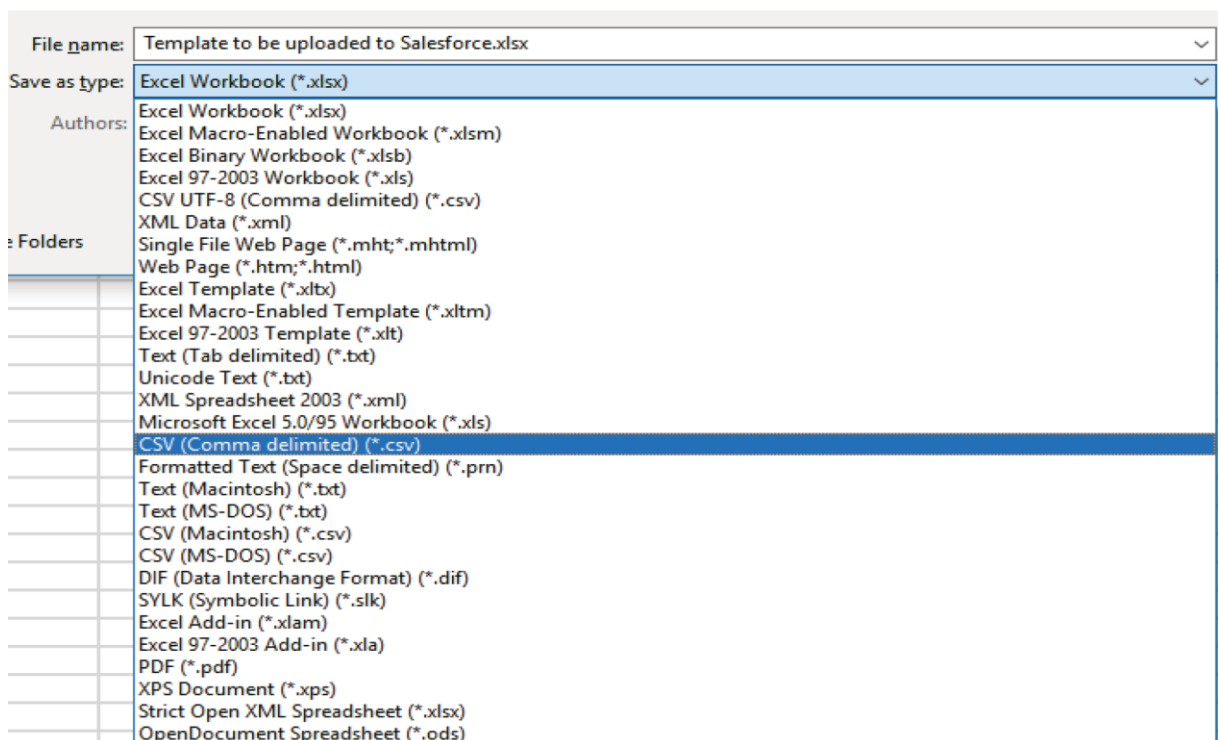 File name: Template to be uploaded to Salesforce.xlsx
Save as type: Excel Workbook (*.xlsx)
Authors:
Excel Workbook (*.xlsx)
Excel Macro-Enabled Workbook (*.xlsm)
Excel Binary Workbook (*.xlsb)
Excel 97-2003 Workbook (*.xls)
CSV UTF-8 (Comma delimited) (*.csv)
XML Data (*.xml)
e Folders
Single File Web Page (*.mht;*.mhtml)
Web Page (*.htm;*.html)
Excel Template (*.xltx)
Excel Macro-Enabled Template (*.xltm)
Excel 97-2003 Template (*.xlt)
Text (Tab delimited) (*.txt)
Unicode Text (*.txt)
XML Spreadsheet 2003 (*.xml)
Microsoft Excel 5.0/95 Workbook (*.xls)
CSV (Comma delimited) (*.csv)
Formatted Text (Space delimited) (*.prn)
Text (Macintosh) (*.txt)
Text (MS-DOS) (*.txt)
CSV (Macintosh) (*.csv)
CSV (MS-DOS) (*.csv)
DIF (Data Interchange Format) (*.dif)
SYLK (Symbolic Link) (*.slk)
Excel Add-in (*.xlam)
Excel 97-2003 Add-in (*.xla)
PDF (*.pdf)
XPS Document (*.xps)
Strict Open XML Spreadsheet (*.xlsx)
OpenDocument Spreadsheet (*.ods)